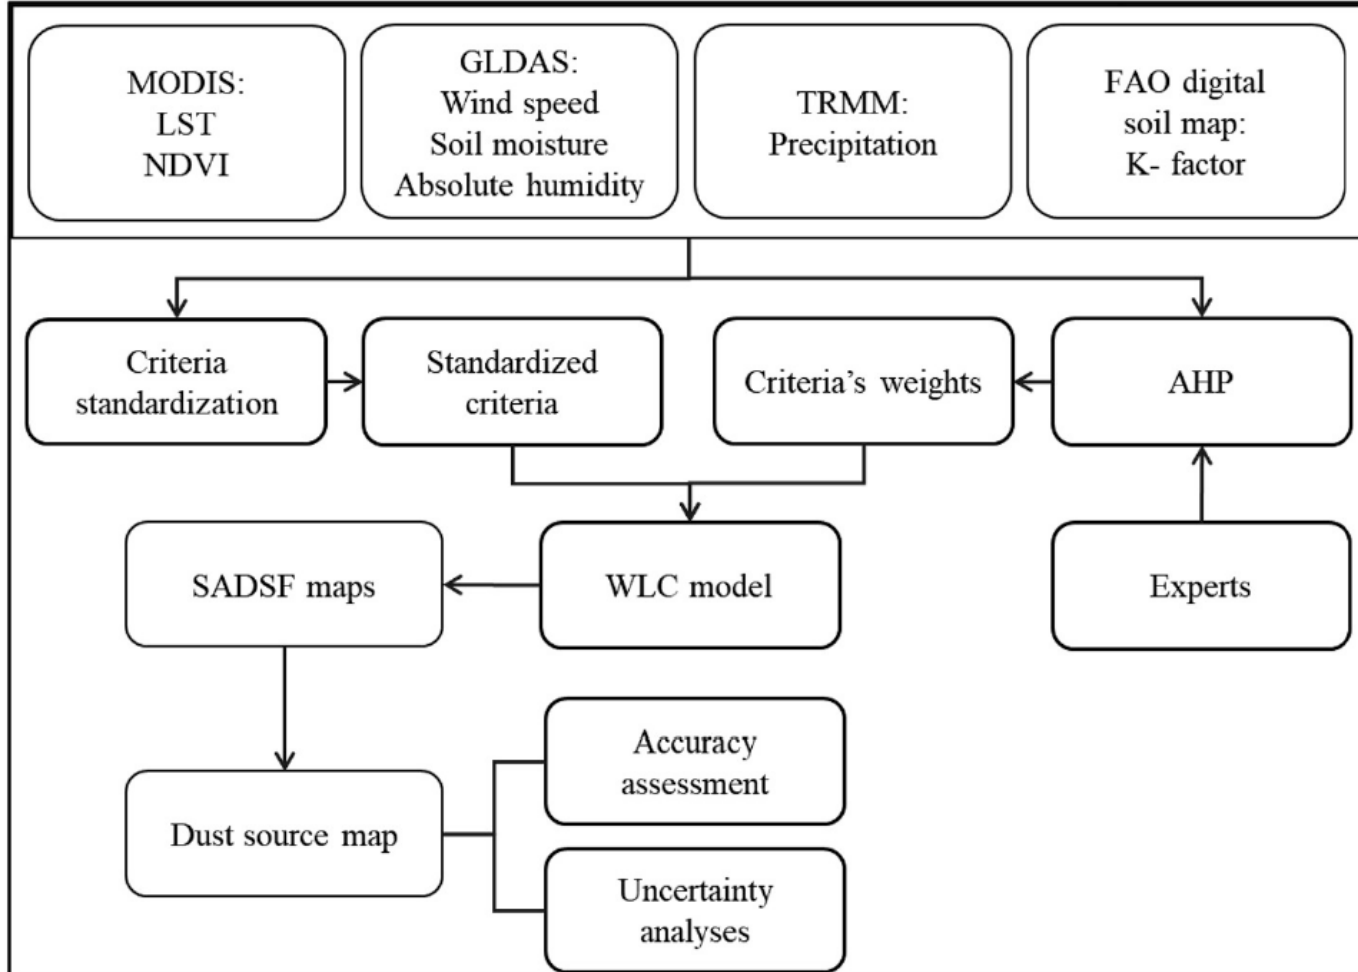 MODIS:
LST
NDVI
GLDAS:
Wind speed
Soil moisture
Absolute humidity
TRMM:
Precipitation
FAO digital
soil map:
K- factor
Criteria
standardization
Standardized
criteria
Criteria's weights
AHP
SADSF maps
WLC model
Experts
Accuracy
assessment
Dust source map
Uncertainty
analyses